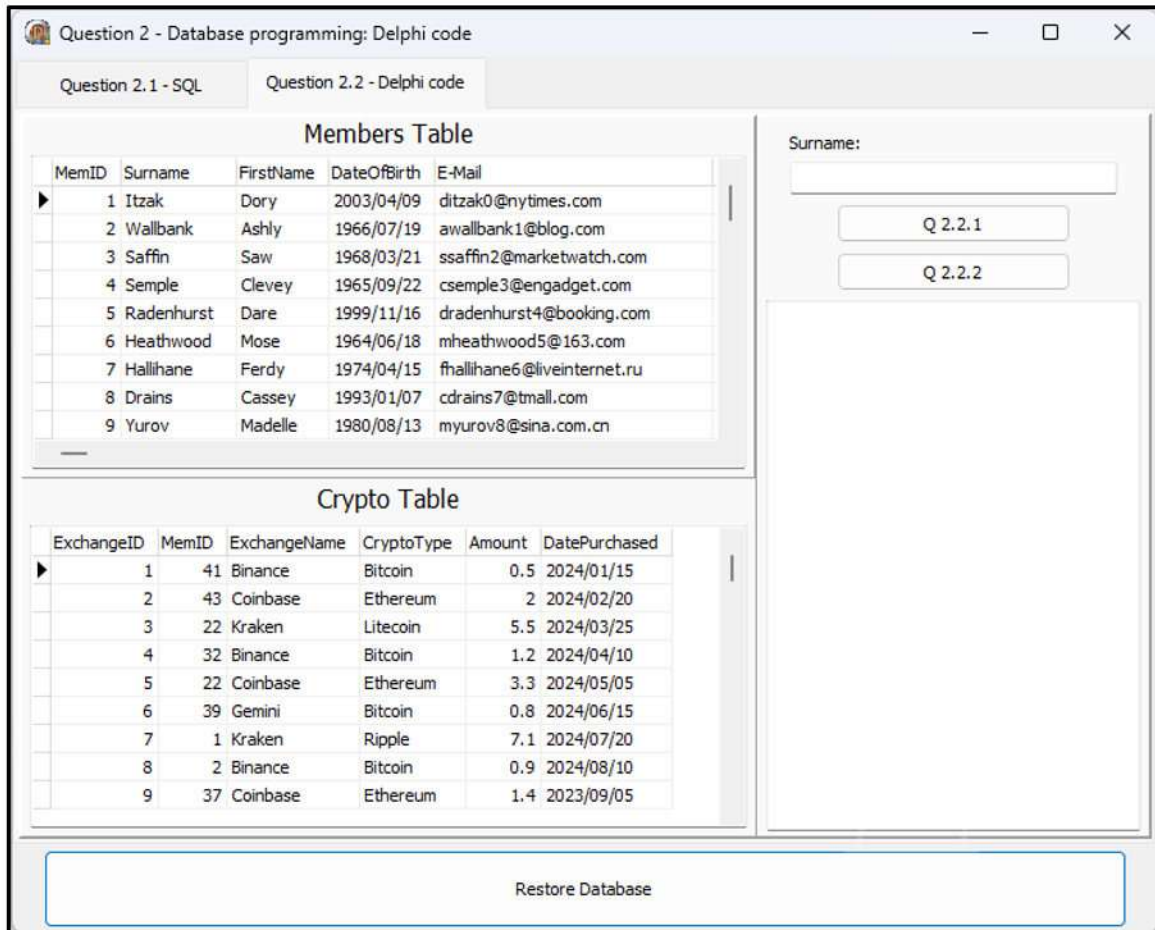 Question 2 - Database programming: Delphi code
Question 2.1 - SQL Question 2.2 - Delphi code
Members Table
MemID Surname FirstName DateOfBirth E-Mail
1 Itzak Dory 2003/04/09 ditzak0@nytimes.com
2 Wallbank Ashly 1966/07/19 awallbank1@blog.com
3 Saffin Saw 1968/03/21 ssaffin2@marketwatch.com
4 Semple Clevey 1965/09/22 csemple3@engadget.com
5 Radenhurst Dare 1999/11/16 dradenhurst4@booking.com
6 Heathwood Mose 1964/06/18 mheathwood5@163.com
7 Hallihane Ferdy 1974/04/15 fhallihane6@liveinternet.ru
8 Drains Cassey 1993/01/07 cdrains7@tmall.com
9 Yurov Madelle 1980/08/13 myurov8@sina.com.cn
Crypto Table
ExchangeID MemID ExchangeName CryptoType Amount DatePurchased
1 41 Binance Bitcoin 0.5 2024/01/15
2 43 Coinbase Ethereum 2 2024/02/20
3 22 Kraken Litecoin 5.5 2024/03/25
4 32 Binance Bitcoin 1.2 2024/04/10
5 22 Coinbase Ethereum 3.3 2024/05/05
6 39 Gemini Bitcoin 0.8 2024/06/15
7 1 Kraken Ripple 7.1 2024/07/20
8 2 Binance Bitcoin 0.9 2024/08/10
9 37 Coinbase Ethereum 1.4 2023/09/05
Surname:
Q 2.2.1
Q 2.2.2
Restore Database